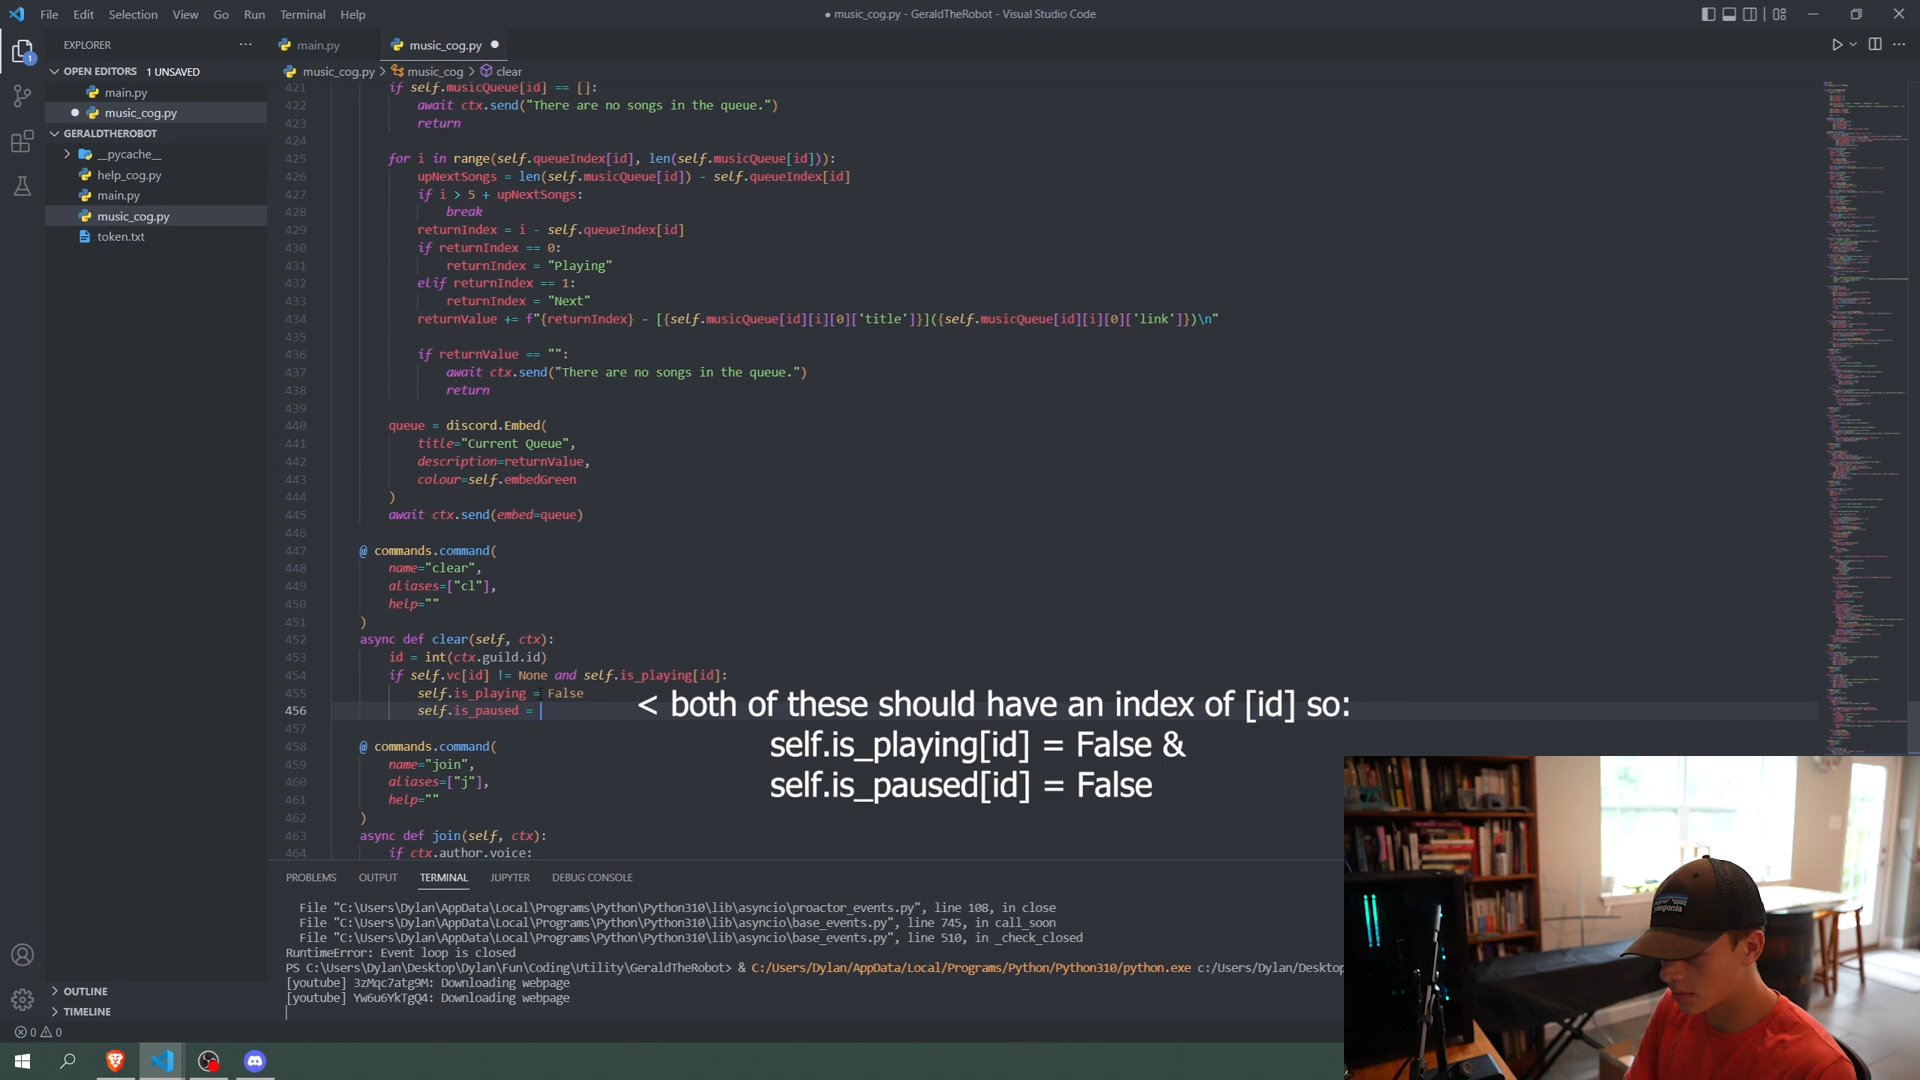 File Edit Selection View Go Run Terminal Help
● music_cog.py - GeraldTheRobot - Visual Studio Code
EXPLORER
OPEN EDITORS 1 UNSAVED
main.py
music_cog.py
GERALDTHEROBOT
__pycache__
help_cog.py
main.py
music_cog.py
token.txt
OUTLINE
TIMELINE
main.py music_cog.py
music_cog.py > music_cog > clear
421 if self.musicQueue[id] == []:
422 await ctx.send("There are no songs in the queue.")
423 return
424
425 for i in range(self.queueIndex[id], len(self.musicQueue[id])):
426 upNextSongs = len(self.musicQueue[id]) - self.queueIndex[id]
427 if i > 5 + upNextSongs:
428 break
429 returnIndex = i - self.queueIndex[id]
430 if returnIndex == 0:
431 returnIndex = "Playing"
432 elif returnIndex == 1:
433 returnIndex = "Next"
434 returnValue += f"{returnIndex} - [{self.musicQueue[id][i][0]['title']}]({self.musicQueue[id][i][0]['link']})\n"
435
436 if returnValue == "":
437 await ctx.send("There are no songs in the queue.")
438 return
439
440 queue = discord.Embed(
441 title="Current Queue",
442 description=returnValue,
443 colour=self.embedGreen
444 )
445 await ctx.send(embed=queue)
446
447 @ commands.command(
448 name="clear",
449 aliases=["cl"],
450 help=""
451 )
452 async def clear(self, ctx):
453 id = int(ctx.guild.id)
454 if self.vc[id] != None and self.is_playing[id]:
455 self.is_playing = False
456 self.is_paused =
457
458 @ commands.command(
459 name="join",
460 aliases=["j"],
461 help=""
462 )
463 async def join(self, ctx):
464 if ctx.author.voice:
< both of these should have an index of [id] so:
self.is_playing[id] = False &
self.is_paused[id] = False
PROBLEMS OUTPUT TERMINAL JUPYTER DEBUG CONSOLE
File "C:\Users\Dylan\AppData\Local\Programs\Python\Python310\lib\asyncio\proactor_events.py", line 108, in close
File "C:\Users\Dylan\AppData\Local\Programs\Python\Python310\lib\asyncio\base_events.py", line 745, in call_soon
File "C:\Users\Dylan\AppData\Local\Programs\Python\Python310\lib\asyncio\base_events.py", line 510, in _check_closed
RuntimeError: Event loop is closed
PS C:\Users\Dylan\Desktop\Dylan\Fun\Coding\Utility\GeraldTheRobot> & C:/Users/Dylan/AppData/Local/Programs/Python/Python310/python.exe c:/Users/Dylan/Desktop
[youtube] 3zMqc7atg9M: Downloading webpage
[youtube] Yw6u6YkTgQ4: Downloading webpage
0 0
patagonia